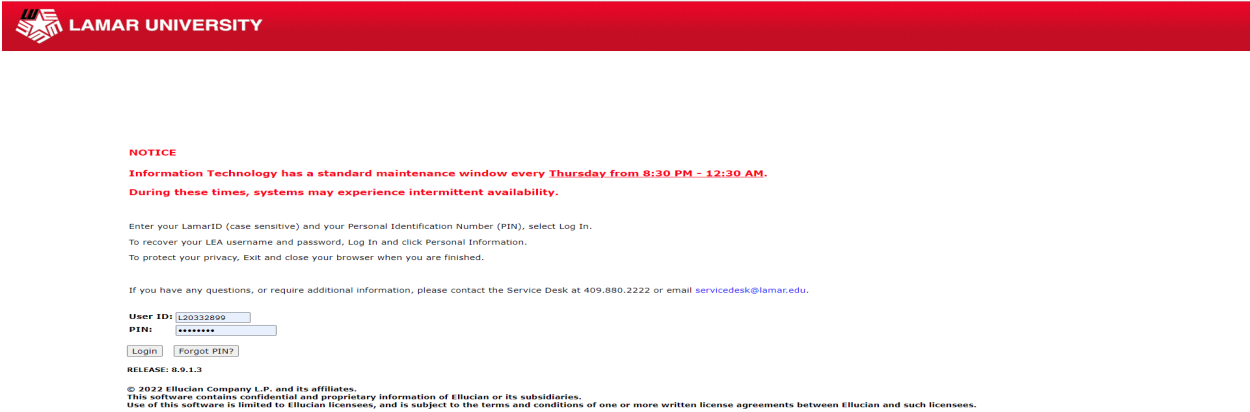 LAMAR UNIVERSITY
NOTICE
Information Technology has a standard maintenance window every Thursday from 8:30 PM - 12:30 AM.
During these times, systems may experience intermittent availability.
Enter your LamarID (case sensitive) and your Personal Identification Number (PIN), select Log In.
To recover your LEA username and password, Log In and click Personal Information.
To protect your privacy, Exit and close your browser when you are finished.
If you have any questions, or require additional information, please contact the Service Desk at 409.880.2222 or email servicedesk@lamar.edu.
User ID: L20332899
PIN: ••••••••
Login Forgot PIN?
RELEASE: 8.9.1.3
© 2022 Ellucian Company L.P. and its affiliates.
This software contains confidential and proprietary information of Ellucian or its subsidiaries.
Use of this software is limited to Ellucian licensees, and is subject to the terms and conditions of one or more written license agreements between Ellucian and such licensees.